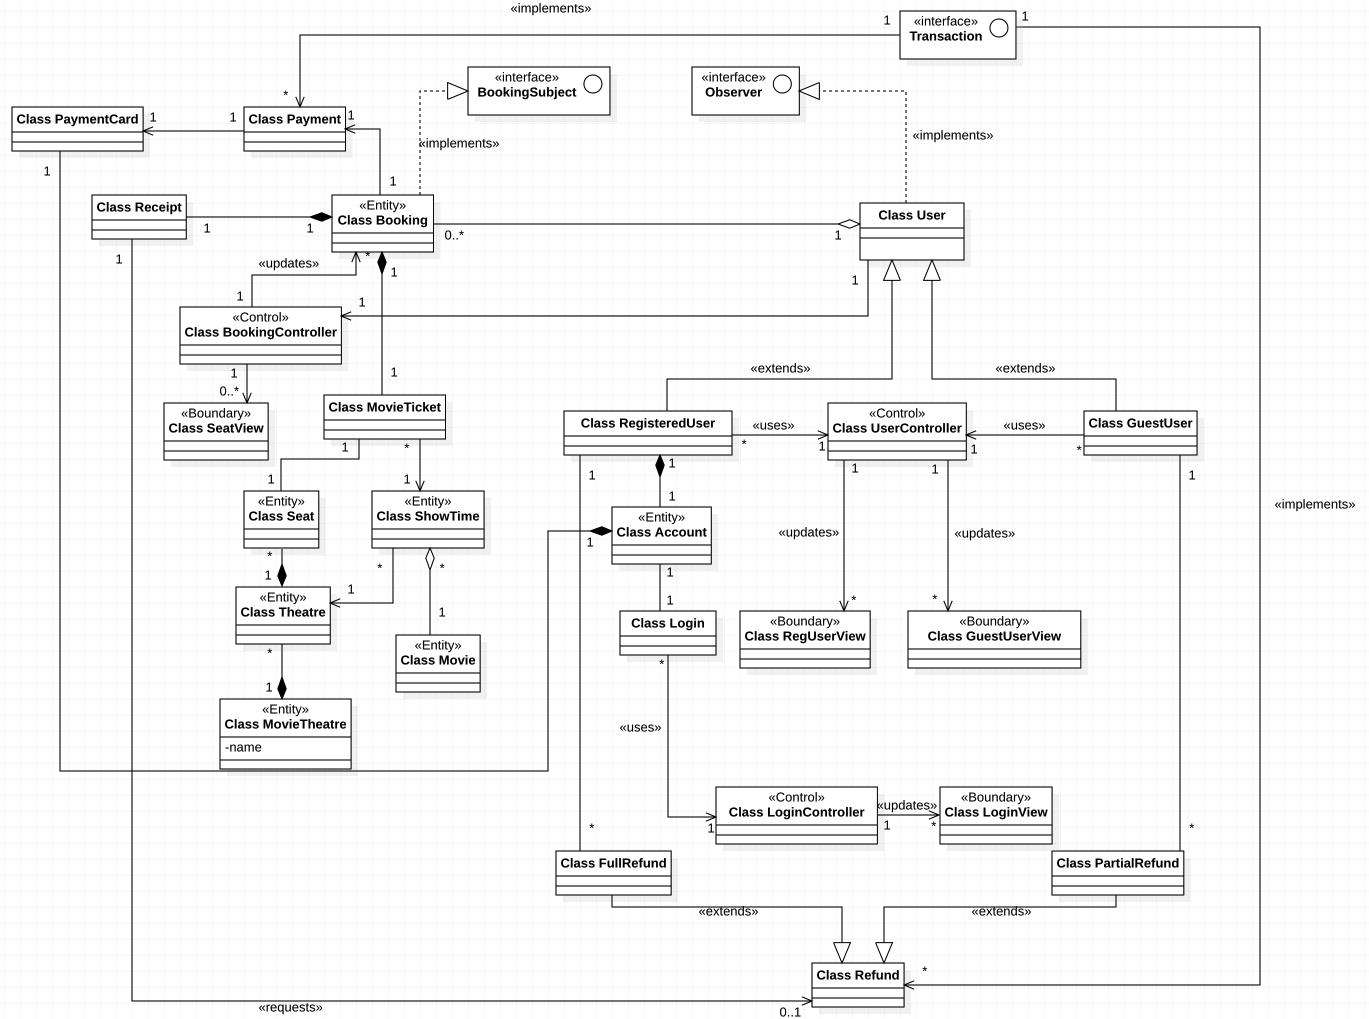 «implements»
1
«interface»
Transaction
1
*
«interface»
BookingSubject
«interface»
Observer
Class PaymentCard
1
1
Class Payment
1
«implements»
«implements»
1
1
Class Receipt
1
1
«Entity»
Class Booking
0..*
1
Class User
1
«updates»
*
1
1
1
1
«Control»
Class BookingController
1
0..*
1
«extends»
«extends»
«Boundary»
Class SeatView
Class MovieTicket
1
*
Class RegisteredUser
«uses»
*
1
«Control»
Class UserController
«uses»
1
*
Class GuestUser
1
1
1
1
1
1
1
1
«implements»
«Entity»
Class Seat
«Entity»
Class ShowTime
«Entity»
Class Account
1
«updates»
«updates»
*
1
*
*
1
1
«Entity»
Class Theatre
1
1
*
*
Class Login
«Boundary»
Class RegUserView
«Boundary»
Class GuestUserView
«Entity»
Class Movie
*
*
1
«Entity»
Class MovieTheatre
-name
«uses»
«Control»
Class LoginController
1
«updates»
1
*
«Boundary»
Class LoginView
*
*
Class FullRefund
Class PartialRefund
«extends»
«extends»
Class Refund
*
«requests»
0..1